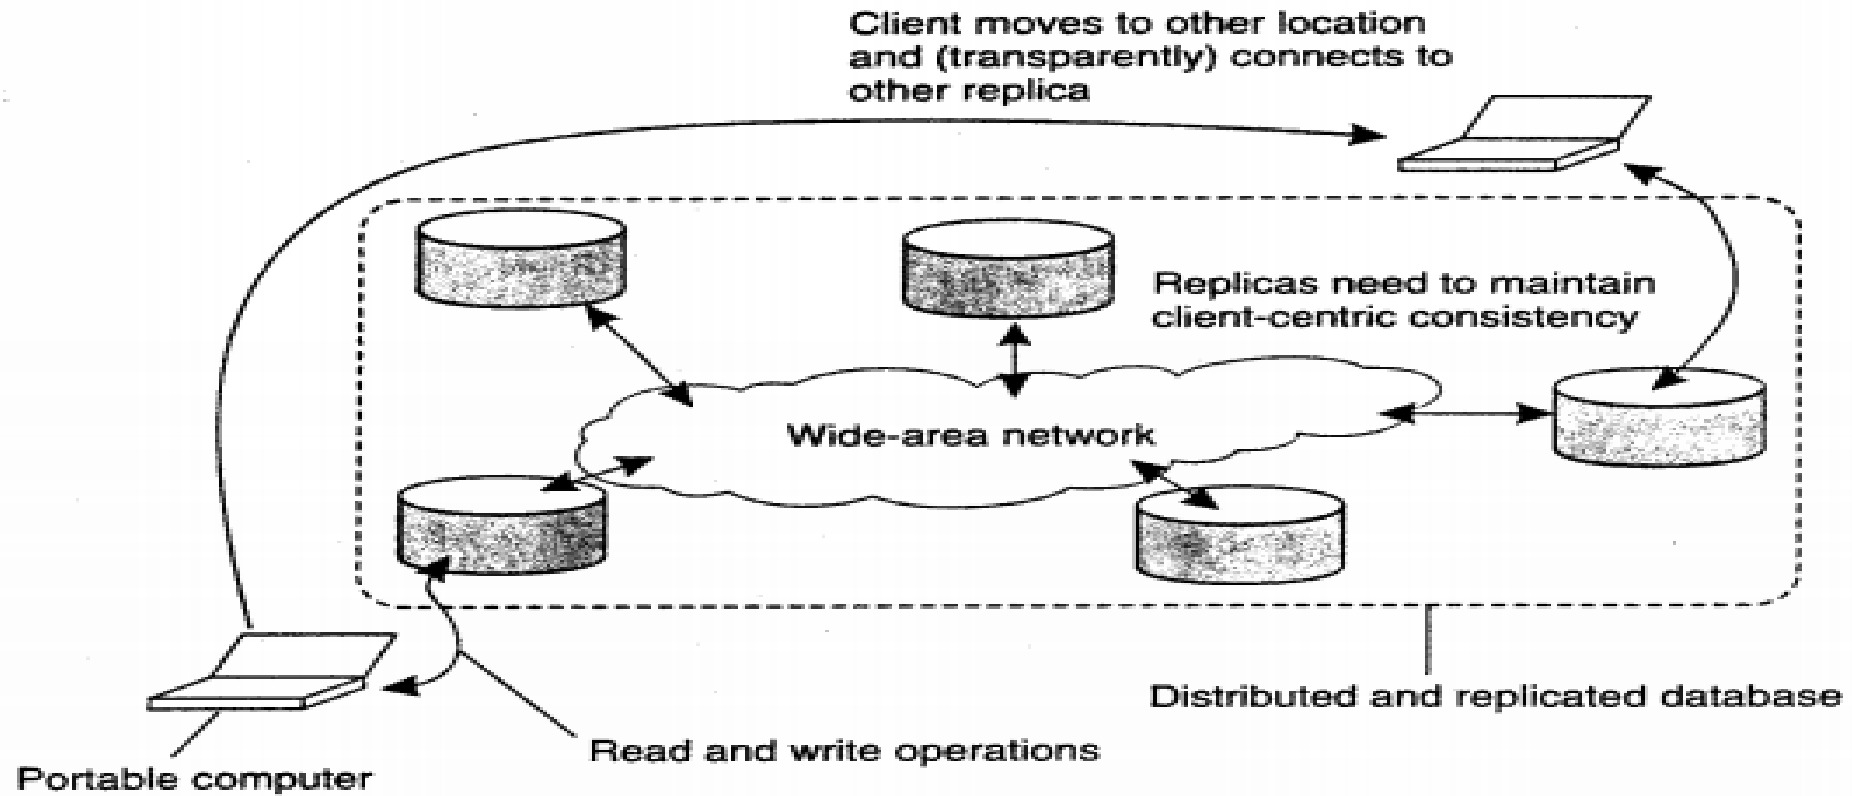 Client moves to other location
and (transparently) connects to
other replica
Replicas need to maintain
client-centric consistency
Wide-area network
Distributed and replicated database
Read and write operations
Portable computer